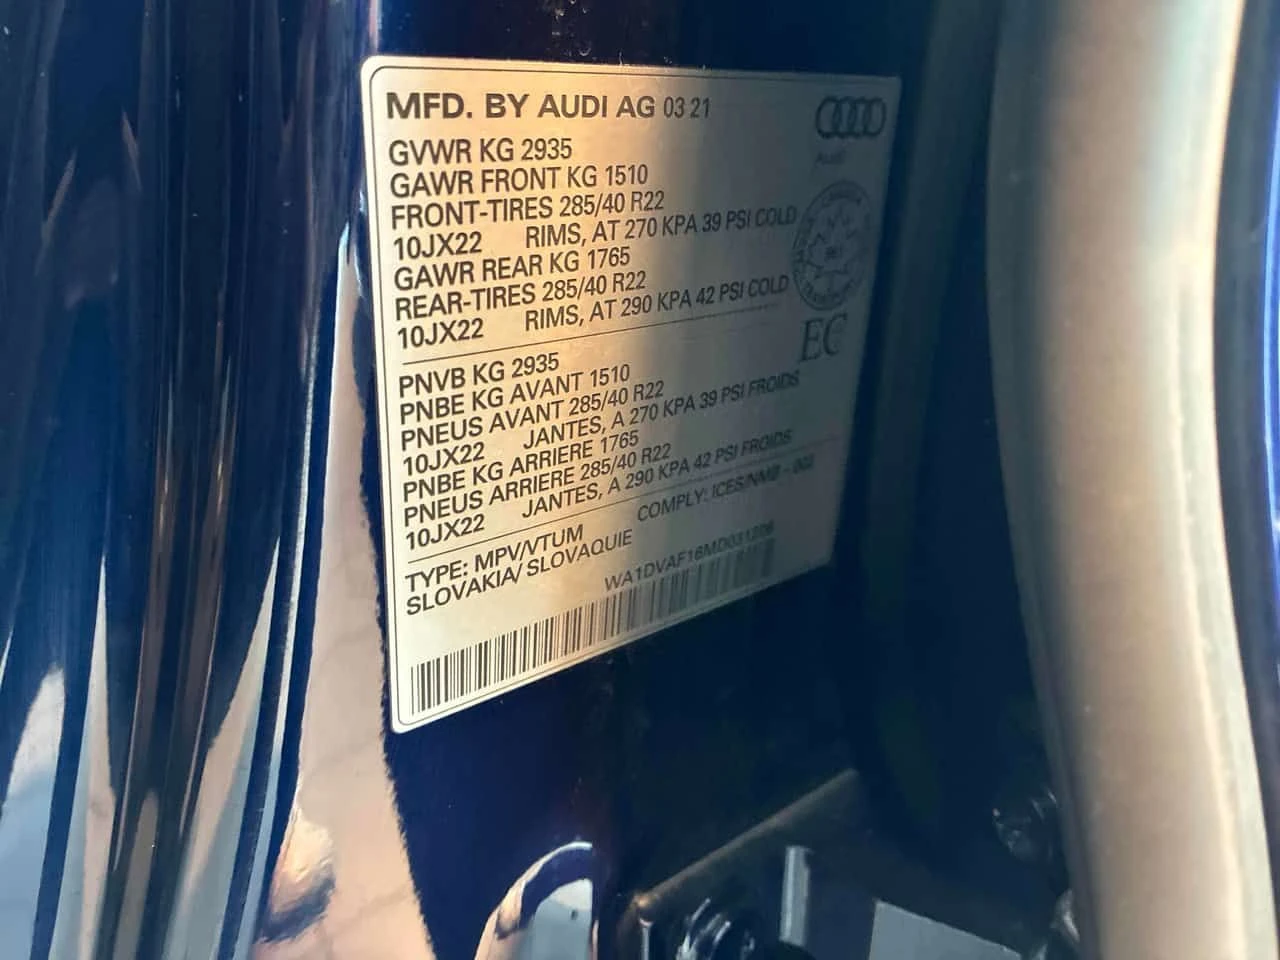 MFD. BY AUDI AG 03 21
Audi
GVWR KG 2935
GAWR FRONT KG 1510
FRONT-TIRES 285/40 R22
10JX22 RIMS, AT 270 KPA 39 PSI COLD
GAWR REAR KG 1765
REAR-TIRES 285/40 R22
10JX22 RIMS, AT 290 KPA 42 PSI COLD
EC
PNVB KG 2935
PNBE KG AVANT 1510
PNEUS AVANT 285/40 R22
10JX22 JANTES, A 270 KPA 39 PSI FROIDS
PNBE KG ARRIERE 1765
PNEUS ARRIERE 285/40 R22
10JX22 JANTES, A 290 KPA 42 PSI FROIDS
TYPE: MPV/VTUM COMPLY: ICES/NMB - 002
SLOVAKIA/ SLOVAQUIE
WA1DVAF16MD031206